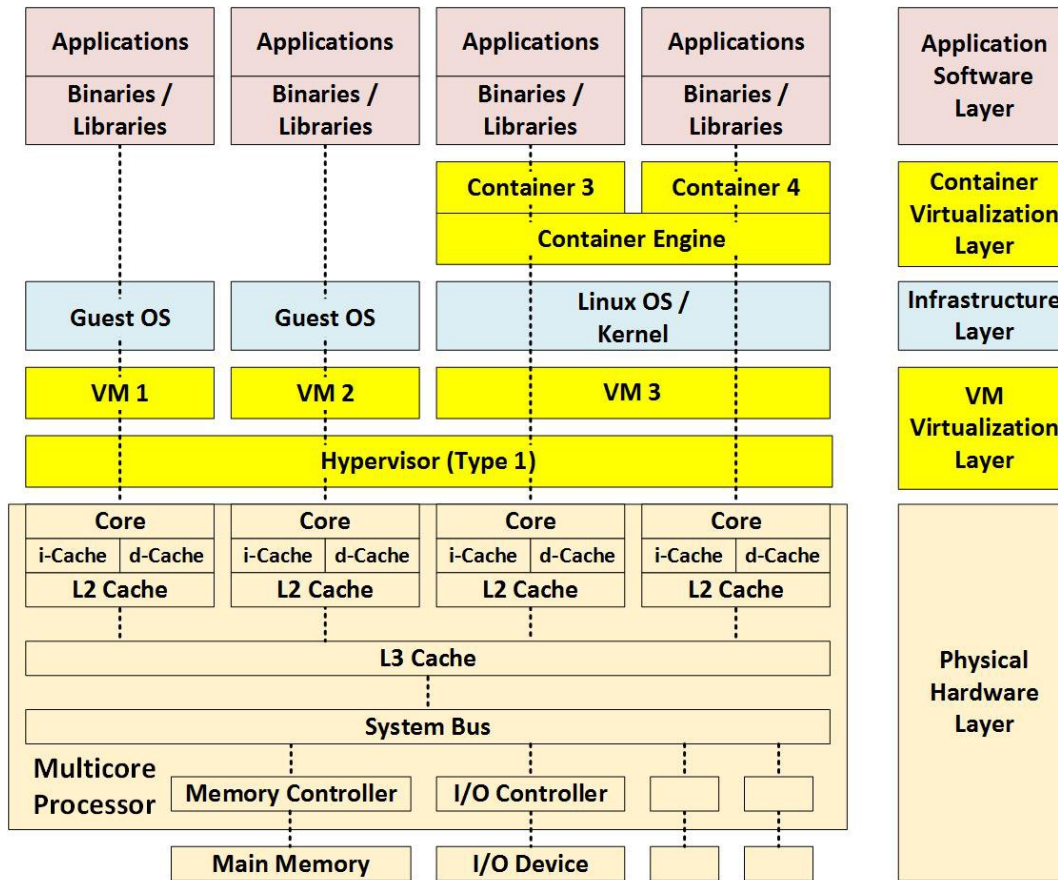 Applications
Applications
Applications
Applications
Application
Software
Layer
Binaries /
Libraries
Binaries /
Libraries
Binaries /
Libraries
Binaries /
Libraries
Container 3
Container 4
Container Engine
Container
Virtualization
Layer
Guest OS
Guest OS
Linux OS /
Kernel
Infrastructure
Layer
VM 1
VM 2
VM 3
Hypervisor (Type 1)
VM
Virtualization
Layer
Core
Core
Core
Core
i-Cache
d-Cache
i-Cache
d-Cache
i-Cache
d-Cache
i-Cache
d-Cache
L2 Cache
L2 Cache
L2 Cache
L2 Cache
L3 Cache
System Bus
Multicore
Processor
Memory Controller
I/O Controller
Main Memory
I/O Device
Physical
Hardware
Layer